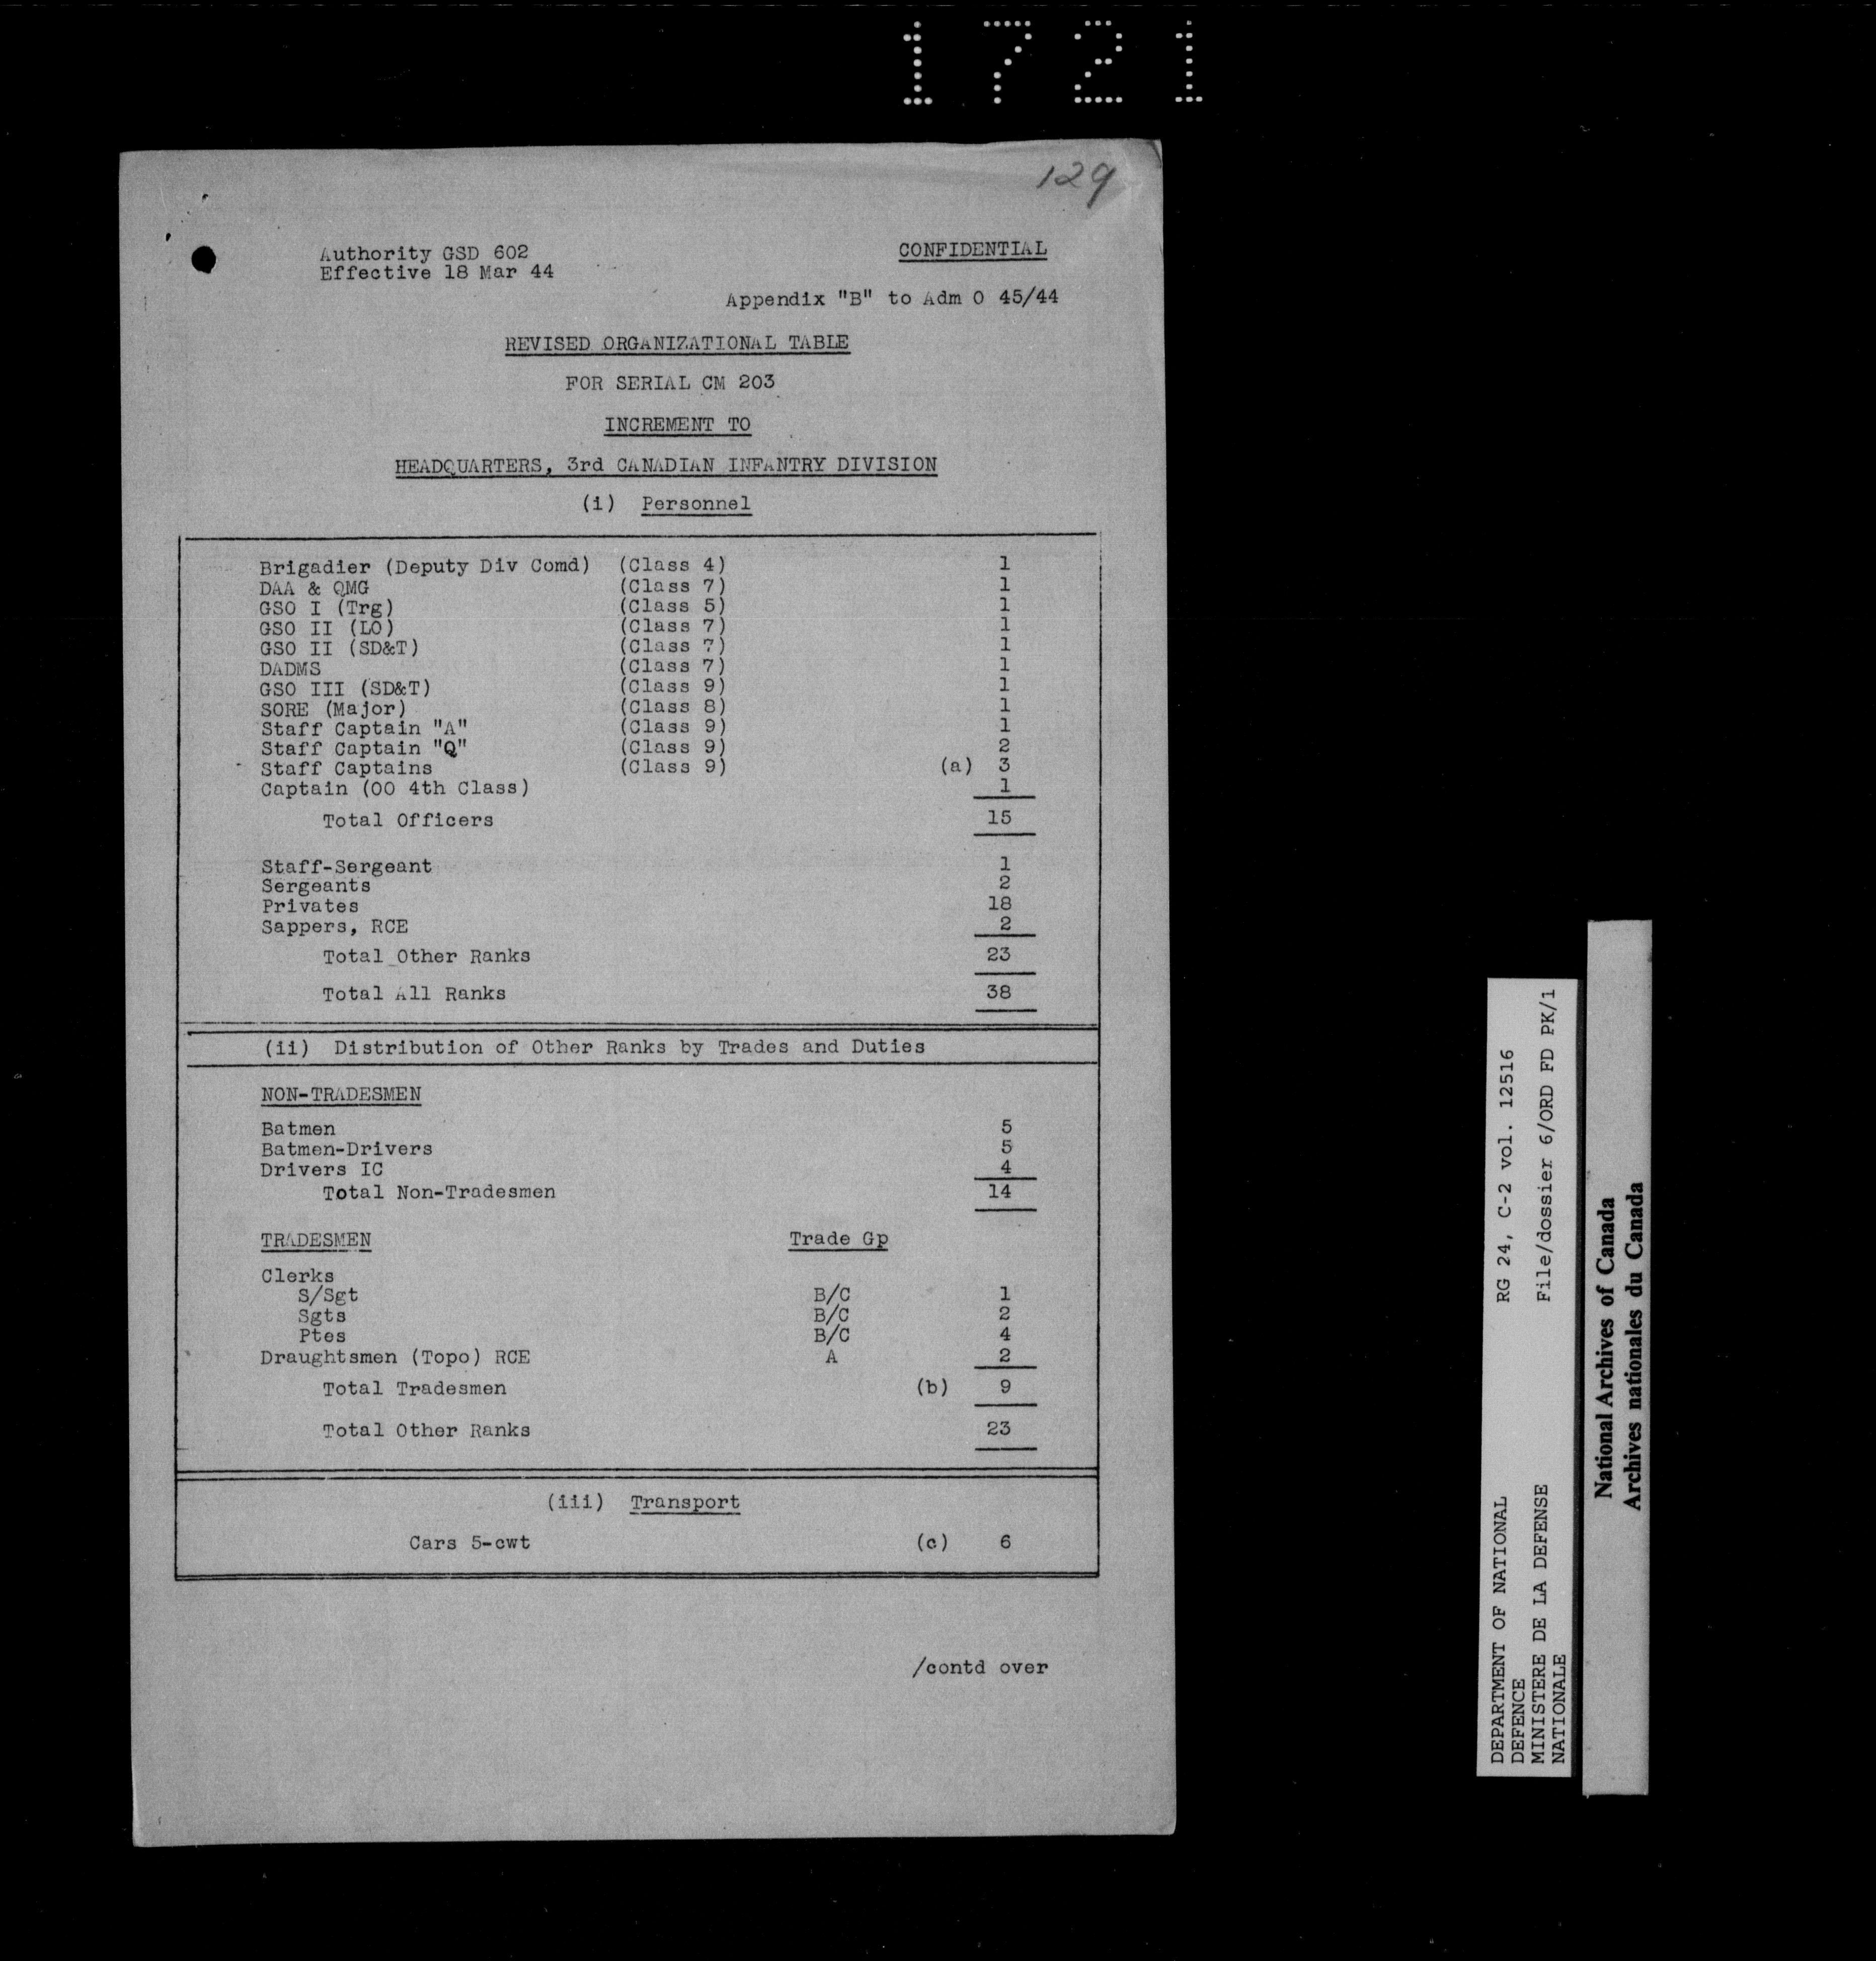 1721
129
Authority GSD 602
Effective 18 Mar 44
CONFIDENTIAL
Appendix "B" to Adm O 45/44
REVISED ORGANIZATIONAL TABLE
FOR SERIAL CM 203
INCREMENT TO
HEADQUARTERS, 3rd CANADIAN INFANTRY DIVISION
(i) Personnel
Brigadier (Deputy Div Comd) (Class 4) 1
DAA & QMG (Class 7) 1
GSO I (Trg) (Class 5) 1
GSO II (LO) (Class 7) 1
GSO II (SD&T) (Class 7) 1
DADMS (Class 7) 1
GSO III (SD&T) (Class 9) 1
SORE (Major) (Class 8) 1
Staff Captain "A" (Class 9) 1
Staff Captain "Q" (Class 9) 2
Staff Captains (Class 9) (a) 3
Captain (OO 4th Class) 1
Total Officers 15
Staff-Sergeant 1
Sergeants 2
Privates 18
Sappers, RCE 2
Total Other Ranks 23
Total All Ranks 38
(ii) Distribution of Other Ranks by Trades and Duties
NON-TRADESMEN
Batmen 5
Batmen-Drivers 5
Drivers IC 4
Total Non-Tradesmen 14
TRADESMEN Trade Gp
Clerks
S/Sgt B/C 1
Sgts B/C 2
Ptes B/C 4
Draughtsmen (Topo) RCE A 2
Total Tradesmen (b) 9
Total Other Ranks 23
(iii) Transport
Cars 5-cwt (c) 6
/contd over
DEPARTMENT OF NATIONAL
DEFENCE
MINISTERE DE LA DEFENSE
NATIONALE
RG 24, C-2 vol. 12516
File/dossier 6/ORD FD PK/1
National Archives of Canada
Archives nationales du Canada